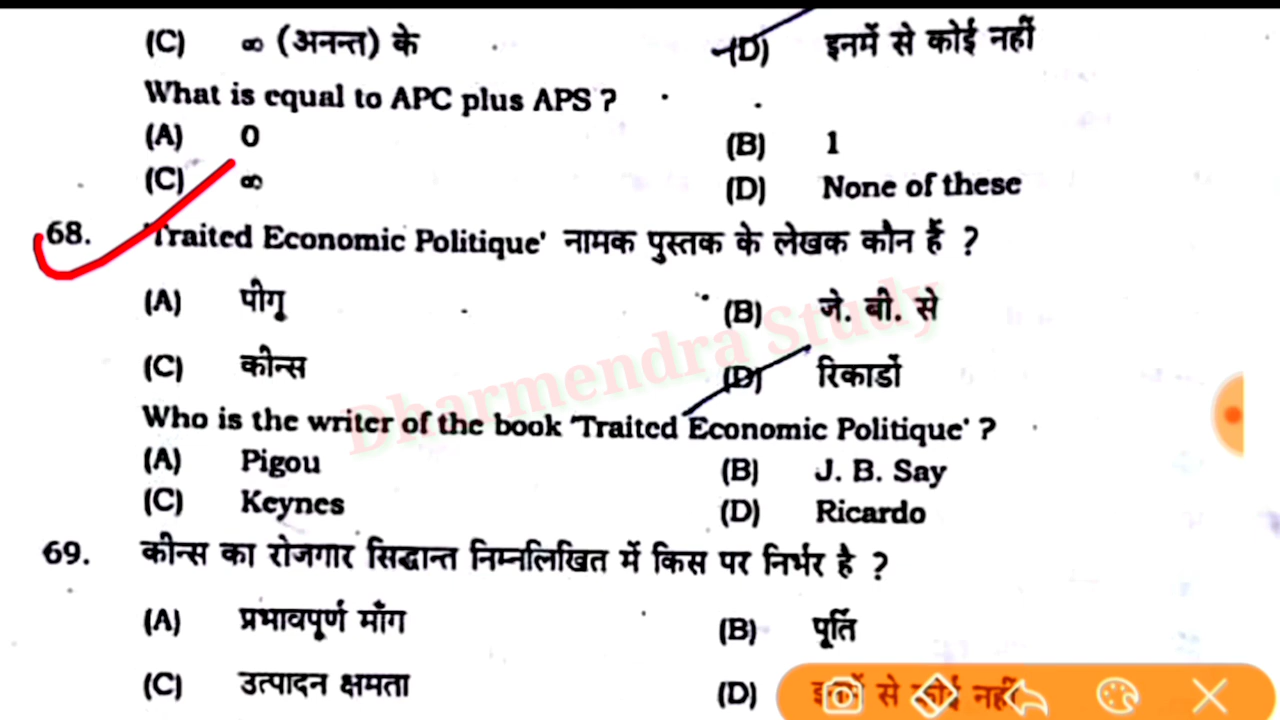 (C) ∞ (अनन्त) के (D) इनमें से कोई नहीं
What is equal to APC plus APS ?
(A) 0 (B) 1
(C) ∞ (D) None of these
68. 'Traited Economic Politique' नामक पुस्तक के लेखक कौन हैं ?
(A) पीगू (B) जे. बी. से
(C) कीन्स (D) रिकार्डो
Who is the writer of the book 'Traited Economic Politique' ?
(A) Pigou (B) J. B. Say
(C) Keynes (D) Ricardo
69. कीन्स का रोजगार सिद्धान्त निम्नलिखित में किस पर निर्भर है ?
(A) प्रभावपूर्ण माँग (B) पूर्ति
(C) उत्पादन क्षमता (D) इनमें से कोई नहीं
Dharmendra Study